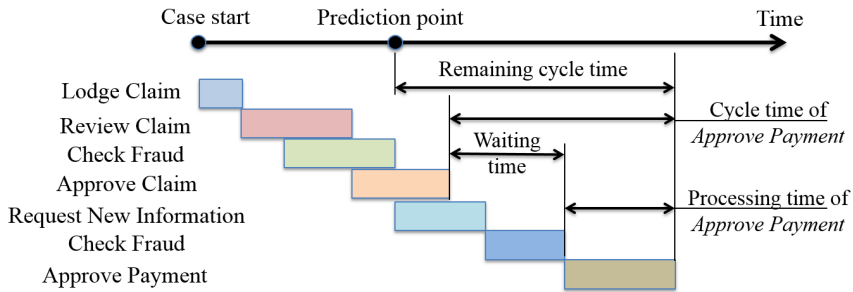 Case start
Prediction point
Time
Remaining cycle time
Lodge Claim
Review Claim
Cycle time of
Approve Payment
Check Fraud
Waiting
time
Approve Claim
Request New Information
Processing time of
Approve Payment
Check Fraud
Approve Payment